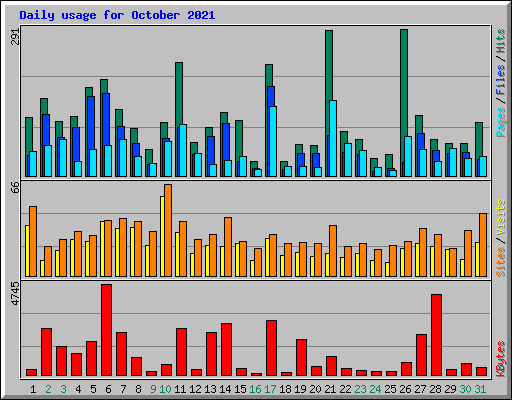 Daily usage for October 2021
291
Pages / Files / Hits
66
Sites / Visits
4745
KBytes
1 2 3 4 5 6 7 8 9 10 11 12 13 14 15 16 17 18 19 20 21 22 23 24 25 26 27 28 29 30 31